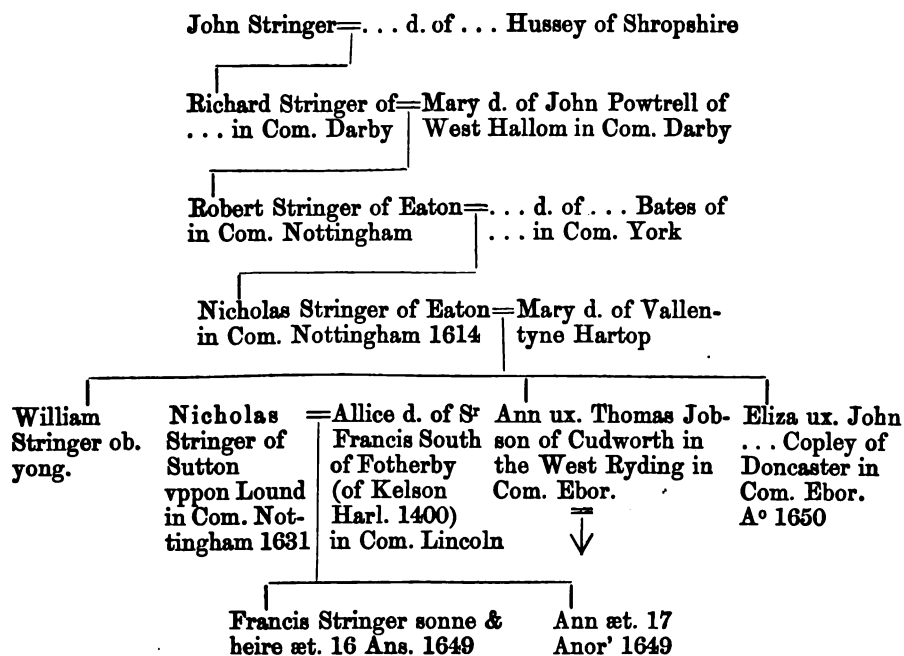 John Stringer=... d. of ... Hussey of Shropshire
Richard Stringer of=Mary d. of John Powtrell of
... in Com. Darby
West Hallom in Com. Darby
Robert Stringer of Eaton=... d. of ... Bates of
in Com. Nottingham
... in Com. York
Nicholas Stringer of Eaton=Mary d. of Vallen-
in Com. Nottingham 1614
tyne Hartop
William
Stringer ob.
yong.
Nicholas
Stringer of
Sutton
vppon Lound
in Com. Not-
tingham 1631
=Allice d. of Sr
Francis South
of Fotherby
(of Kelson
Harl. 1400)
in Com. Lincoln
Ann ux. Thomas Job-
son of Cudworth in
the West Ryding in
Com. Ebor.
=
Eliza ux. John
... Copley of
Doncaster in
Com. Ebor.
Ao 1650
Francis Stringer sonne &
heire æt. 16 Ans. 1649
Ann æt. 17
Anor' 1649